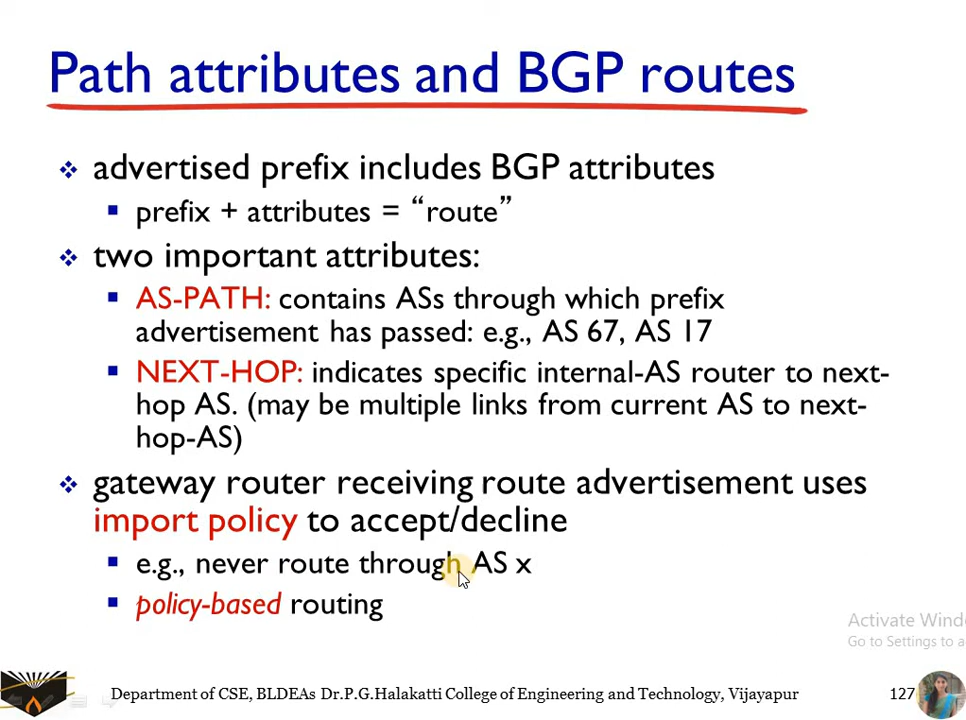 Path attributes and BGP routes
advertised prefix includes BGP attributes
prefix + attributes = “route”
two important attributes:
AS-PATH: contains ASs through which prefix
advertisement has passed: e.g., AS 67, AS 17
NEXT-HOP: indicates specific internal-AS router to next-
hop AS. (may be multiple links from current AS to next-
hop-AS)
gateway router receiving route advertisement uses
import policy to accept/decline
e.g., never route through AS x
policy-based routing
Activate Wind
Go to Settings to a
Department of CSE, BLDEAs Dr.P.G.Halakatti College of Engineering and Technology, Vijayapur
127